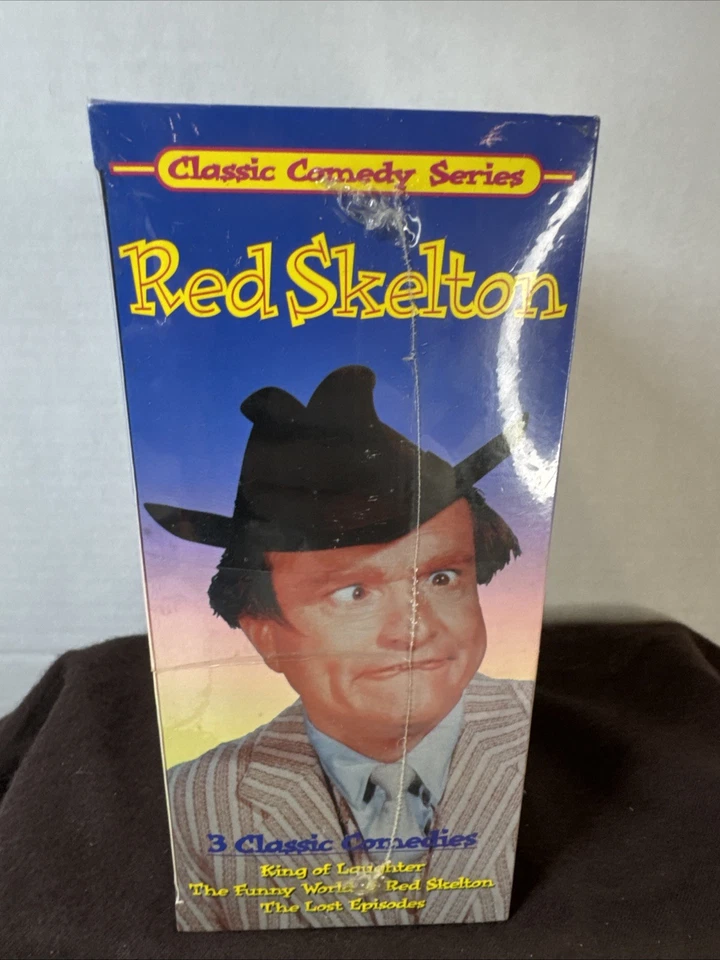 Classic Comedy Series
Red Skelton
3 Classic Comedies
King of Laughter
The Funny World Red Skelton
The Lost Episodes